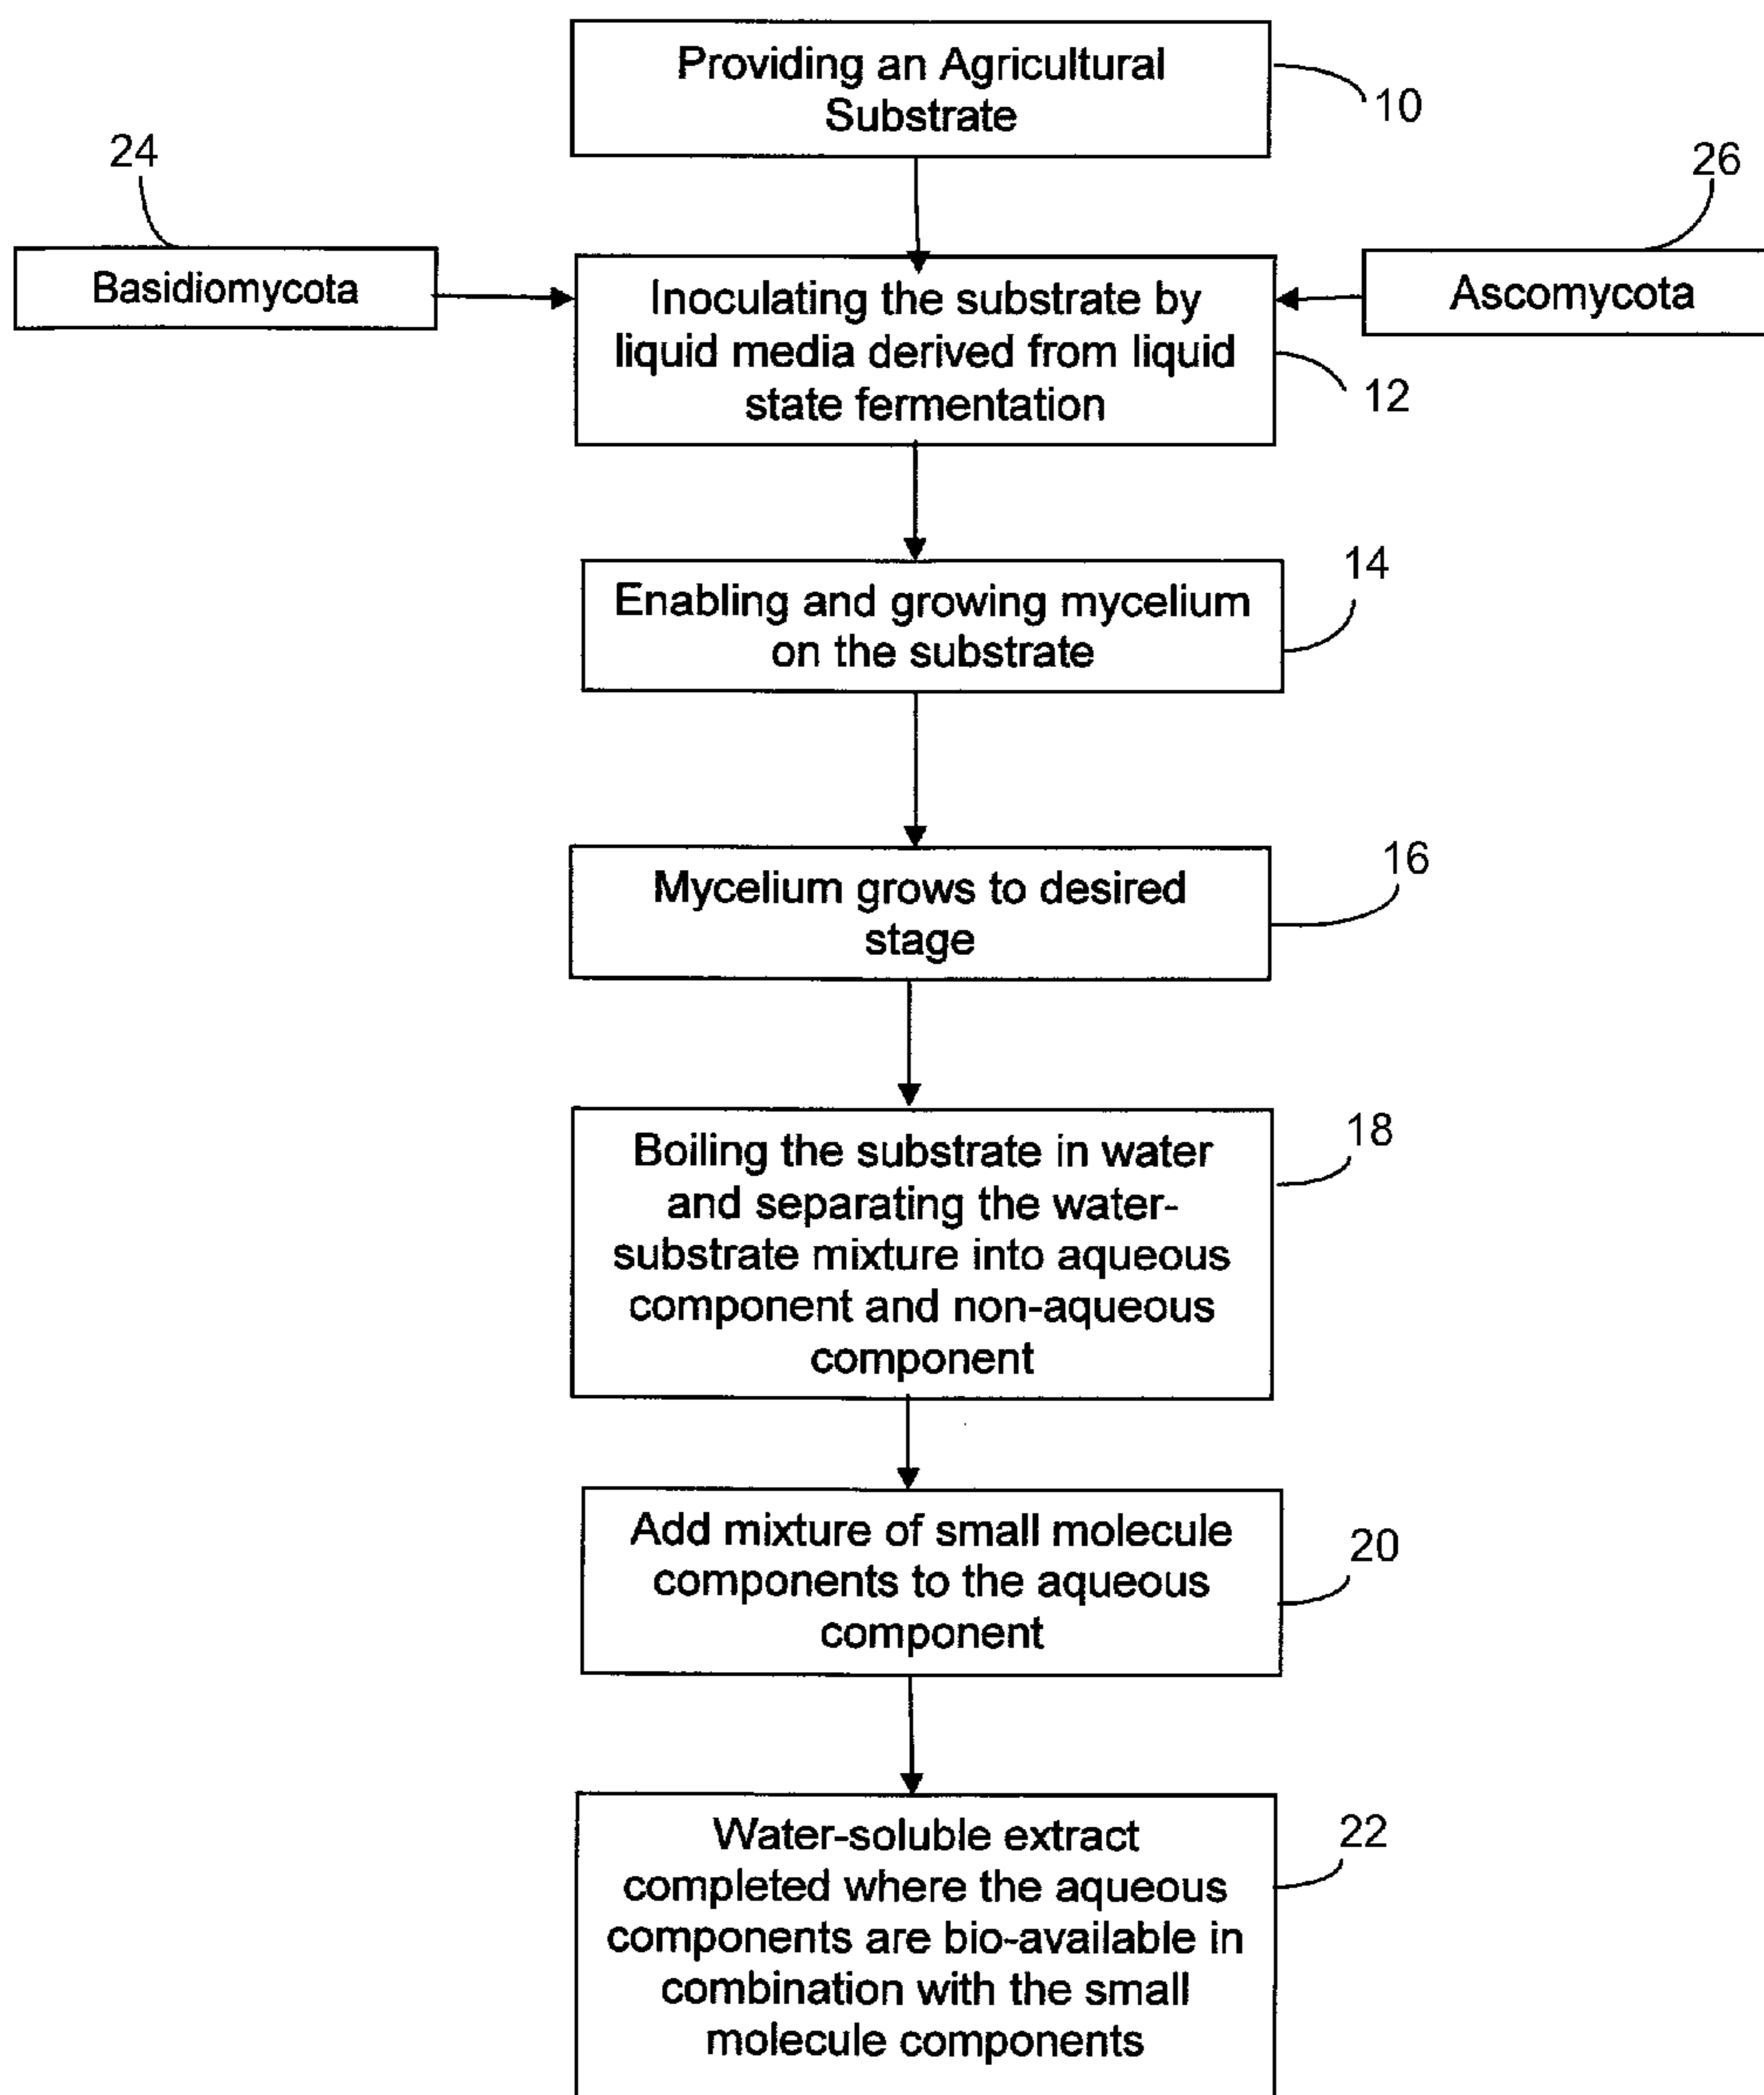 Providing an Agricultural
Substrate
10
24
26
Basidiomycota
Ascomycota
Inoculating the substrate by
liquid media derived from liquid
state fermentation
12
Enabling and growing mycelium
on the substrate
14
Mycelium grows to desired
stage
16
Boiling the substrate in water
and separating the water-
substrate mixture into aqueous
component and non-aqueous
component
18
Add mixture of small molecule
components to the aqueous
component
20
Water-soluble extract
completed where the aqueous
components are bio-available in
combination with the small
molecule components
22